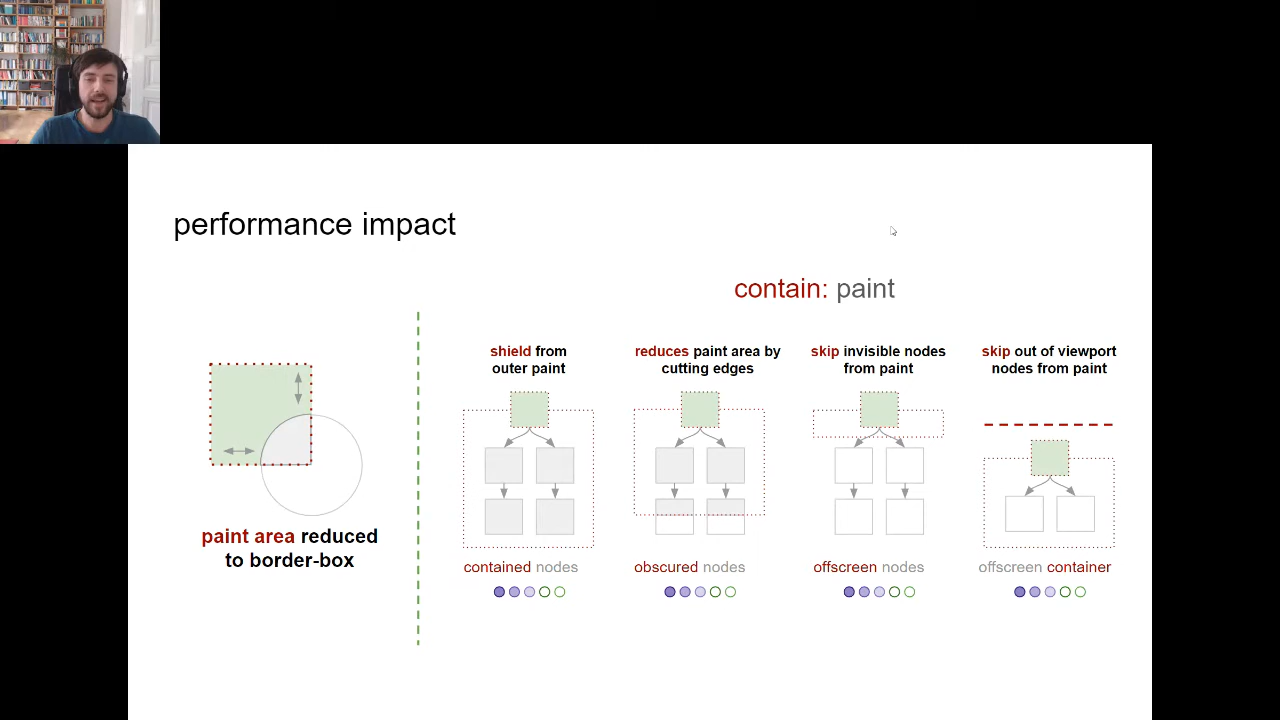 performance impact
contain: paint
paint area reduced
to border-box
shield from
outer paint
contained nodes
reduces paint area by
cutting edges
obscured nodes
skip invisible nodes
from paint
offscreen nodes
skip out of viewport
nodes from paint
offscreen container